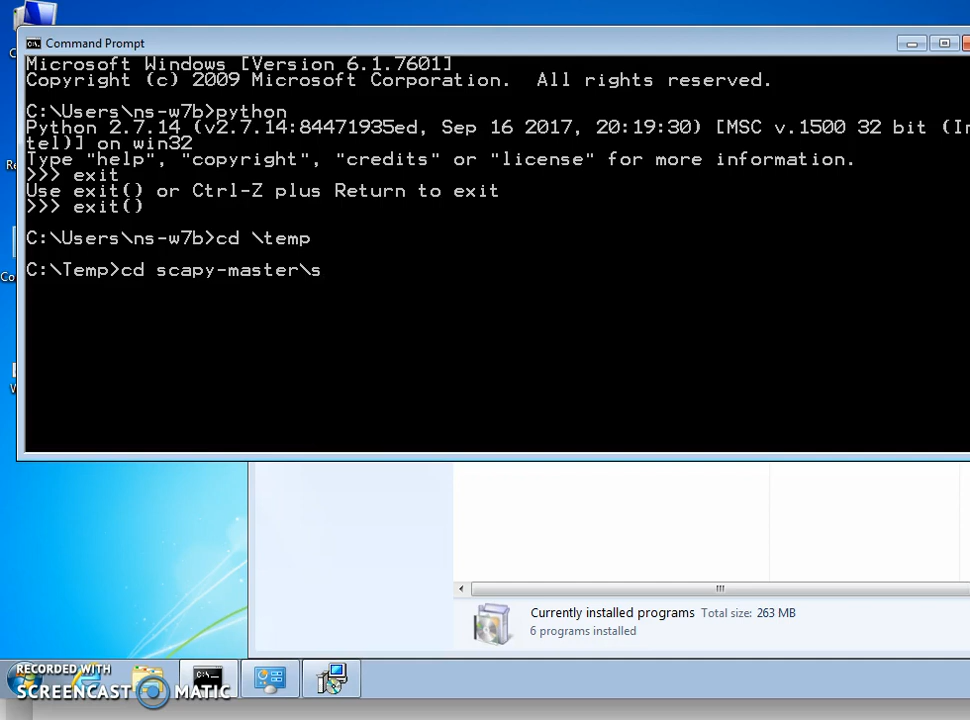 Command Prompt
Microsoft Windows [Version 6.1.7601]
Copyright (c) 2009 Microsoft Corporation.  All rights reserved.
C:\Users\ns-w7b>python
Python 2.7.14 (v2.7.14:84471935ed, Sep 16 2017, 20:19:30) [MSC v.1500 32 bit (In
tel)] on win32
Type "help", "copyright", "credits" or "license" for more information.
>>> exit
Use exit() or Ctrl-Z plus Return to exit
>>> exit()
C:\Users\ns-w7b>cd \temp
C:\Temp>cd scapy-master\s
Currently installed programs Total size: 263 MB
6 programs installed
RECORDED WITH
SCREENCAST MATIC